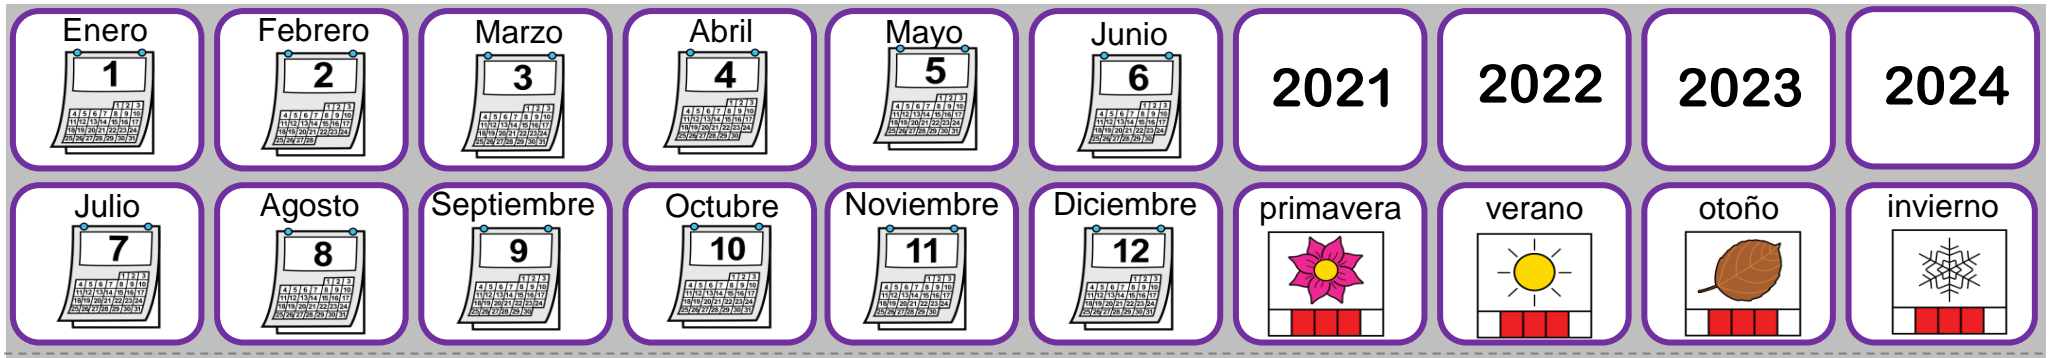 Enero Febrero Marzo Abril Mayo Junio
1 2 3 4 5 6 2021 2022 2023 2024
Julio Agosto Septiembre Octubre Noviembre Diciembre primavera verano otoño invierno
7 8 9 10 11 12